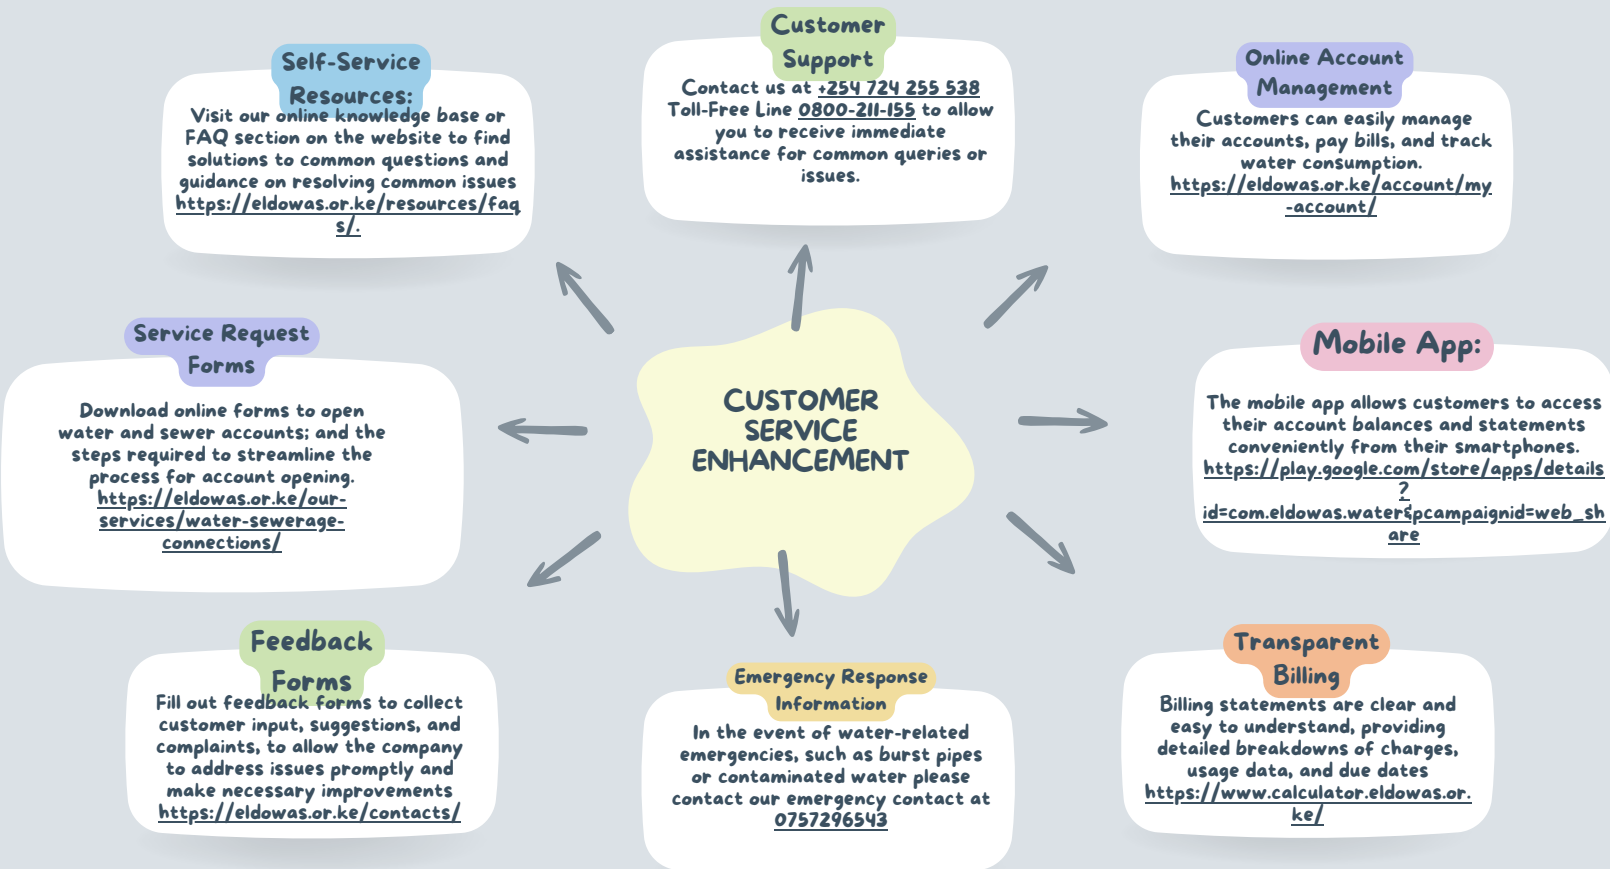 Self-Service
Resources:
Visit our online knowledge base or
FAQ section on the website to find
solutions to common questions and
guidance on resolving common issues
https://eldowas.or.ke/resources/faq
s/.
Customer
Support
Contact us at +254 724 255 538
Toll-Free Line 0800-211-155 to allow
you to receive immediate
assistance for common queries or
issues.
Online Account
Management
Customers can easily manage
their accounts, pay bills, and track
water consumption.
https://eldowas.or.ke/account/my
-account/
Service Request
Forms
Download online forms to open
water and sewer accounts; and the
steps required to streamline the
process for account opening.
https://eldowas.or.ke/our-
services/water-sewerage-
connections/
CUSTOMER
SERVICE
ENHANCEMENT
Mobile App:
The mobile app allows customers to access
their account balances and statements
conveniently from their smartphones.
https://play.google.com/store/apps/details
?
id=com.eldowas.water&pcampaignid=web_sh
are
Feedback
Forms
Fill out feedback forms to collect
customer input, suggestions, and
complaints, to allow the company
to address issues promptly and
make necessary improvements
https://eldowas.or.ke/contacts/
Emergency Response
Information
In the event of water-related
emergencies, such as burst pipes
or contaminated water please
contact our emergency contact at
0757296543
Transparent
Billing
Billing statements are clear and
easy to understand, providing
detailed breakdowns of charges,
usage data, and due dates
https://www.calculator.eldowas.or.
ke/